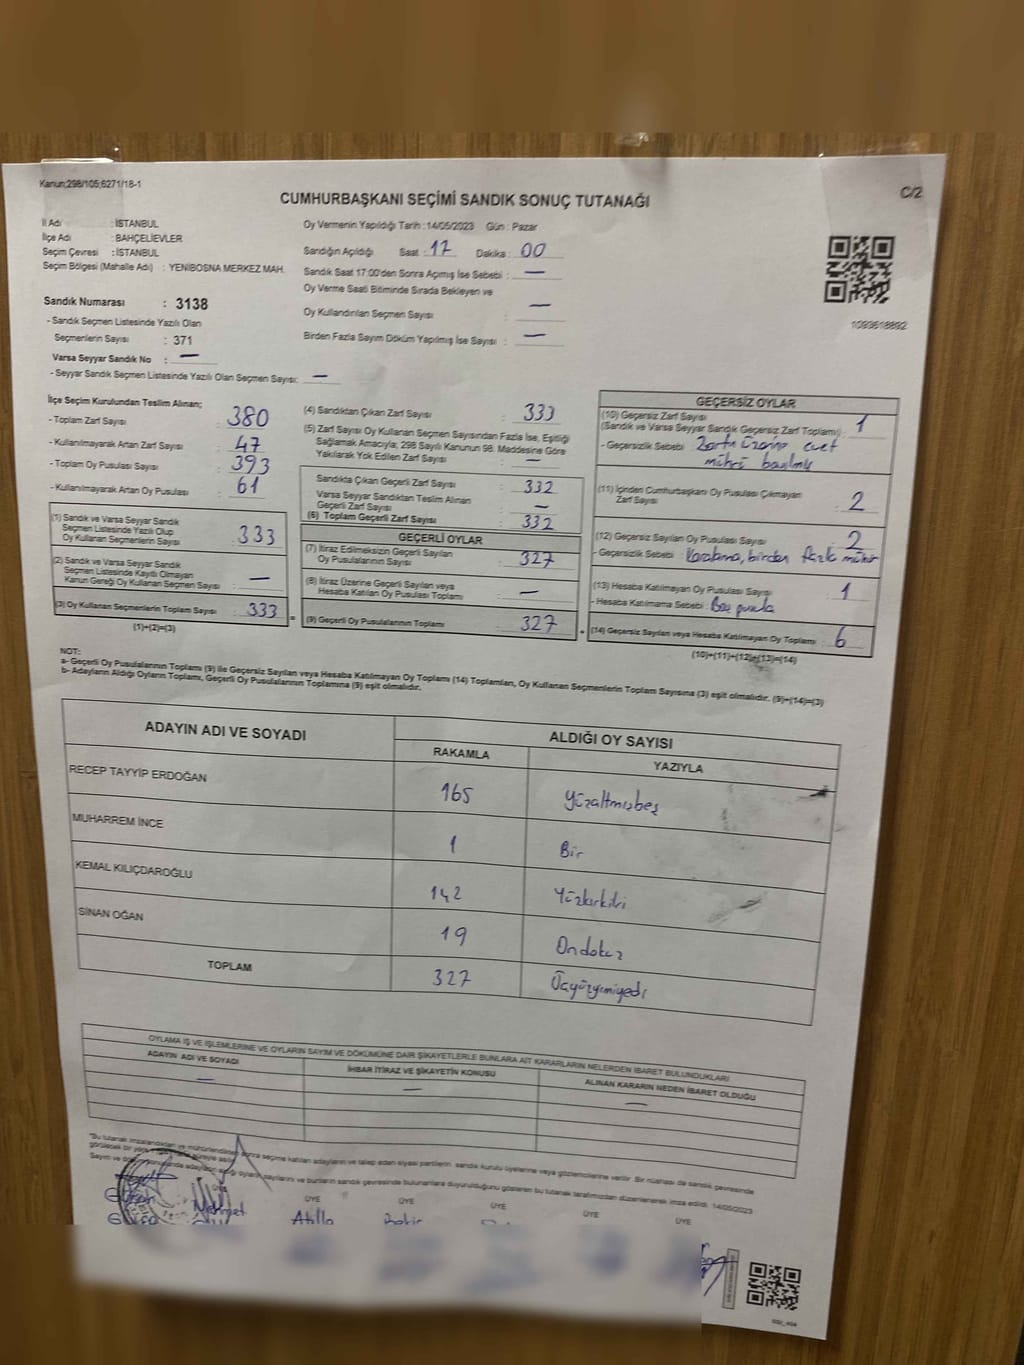 Kanun;298/105;6271/18-1
CUMHURBAŞKANI SEÇİMİ SANDIK SONUÇ TUTANAĞI
C/2
İl Adı : İSTANBUL
İlçe Adı : BAHÇELİEVLER
Seçim Çevresi : İSTANBUL
Seçim Bölgesi (Mahalle Adı) : YENİBOSNA MERKEZ MAH.
Sandık Numarası : 3138
- Sandık Seçmen Listesinde Yazılı Olan
Seçmenlerin Sayısı : 371
Varsa Seyyar Sandık No : —
- Seyyar Sandık Seçmen Listesinde Yazılı Olan Seçmen Sayısı: —
Oy Vermenin Yapıldığı Tarih :14/05/2023 Gün : Pazar
Sandığın Açıldığı Saat : 17 Dakika : 00
Sandık Saat 17:00'den Sonra Açımış İse Sebebi : —
Oy Verme Saati Bitiminde Sırada Bekleyen ve
Oy Kullandırılan Seçmen Sayısı : —
Birden Fazla Sayım Döküm Yapılmış İse Sayısı : —
1093618892
İlçe Seçim Kurulundan Teslim Alınan;
- Toplam Zarf Sayısı : 380
- Kullanılmayarak Artan Zarf Sayısı : 47
- Toplam Oy Pusulası Sayısı : 393
- Kullanılmayarak Artan Oy Pusulası : 61
(1) Sandık ve Varsa Seyyar Sandık
Seçmen Listesinde Yazılı Olup
Oy Kullanan Seçmenlerin Sayısı : 333
(2) Sandık ve Varsa Seyyar Sandık
Seçmen Listesinde Kayıtlı Olmayan
Kanun Gereği Oy Kullanan Seçmen Sayısı : —
(3) Oy Kullanan Seçmenlerin Toplam Sayısı : 333
(1)+(2)=(3)
(4) Sandıktan Çıkan Zarf Sayısı : 333
(5) Zarf Sayısı Oy Kullanan Seçmen Sayısından Fazla İse, Eşitliği
Sağlamak Amacıyla; 298 Sayılı Kanunun 98. Maddesine Göre
Yakılarak Yok Edilen Zarf Sayısı : —
Sandıkta Çıkan Geçerli Zarf Sayısı : 332
Varsa Seyyar Sandıktan Teslim Alınan
Geçerli Zarf Sayısı : —
(6) Toplam Geçerli Zarf Sayısı : 332
GEÇERLİ OYLAR
(7) İtiraz Edilmeksizin Geçerli Sayılan
Oy Pusulasının Sayısı : 327
(8) İtiraz Üzerine Geçerli Sayılan veya
Hesaba Katılan Oy Pusulası Toplamı : —
(9) Geçerli Oy Pusulalarının Toplamı : 327
GEÇERSİZ OYLAR
(10) Geçersiz Zarf Sayısı
(Sandık ve Varsa Seyyar Sandık Geçersiz Zarf Toplamı) : 1
- Geçersizlik Sebebi : Zarfın üzerine evet
mührü basılmış
(11) İçinden Cumhurbaşkanı Oy Pusulası Çıkmayan
Zarf Sayısı : 2
(12) Geçersiz Sayılan Oy Pusulası Sayısı : 2
- Geçersizlik Sebebi : Karalama, birden fazla mühür
(13) Hesaba Katılmayan Oy Pusulası Sayısı : 1
- Hesaba Katılmama Sebebi : Boş pusula
(14) Geçersiz Sayılan veya Hesaba Katılmayan Oy Toplamı : 6
(10)+(11)+(12)+(13)=(14)
NOT:
a- Geçerli Oy Pusulalarının Toplamı (9) ile Geçersiz Sayılan veya Hesaba Katılmayan Oy Toplamı (14) Toplamları, Oy Kullanan Seçmenlerin Toplam Sayısına (3) eşit olmalıdır. (9)+(14)=(3)
b- Adayların Aldığı Oyların Toplamı, Geçerli Oy Pusulalarının Toplamına (9) eşit olmalıdır.
ADAYIN ADI VE SOYADI
ALDIĞI OY SAYISI
RAKAMLA YAZIYLA
RECEP TAYYİP ERDOĞAN 165 Yüzaltmışbeş
MUHARREM İNCE 1 Bir
KEMAL KILIÇDAROĞLU 142 Yüzkırkiki
SİNAN OĞAN 19 Ondokuz
TOPLAM 327 Üçyüzyirmiyedi
OYLAMA İŞ VE İŞLEMLERİNE VE OYLARIN SAYIM VE DÖKÜMÜNE DAİR ŞİKAYETLERLE BUNLARA AİT KARARLARIN NELERDEN İBARET BULUNDUKLARI
ADAYIN ADI VE SOYADI İHBAR İTİRAZ VE ŞİKAYETİN KONUSU ALINAN KARARIN NEDEN İBARET OLDUĞU
— — —
"Bu tutanak imzalandıktan ve mühürlendikten sonra seçime katılan adayların ve talep eden siyasi partilerin sandık kurulu üyelerine veya gözlemcilerine verilir. Bir nüshası da sandık çevresinde
görülecek bir yere asılır.
Sayım ve döküm sonunda adayların aldığı oyların sayılarını ve bunların sandık çevresinde bulunanlara duyurulduğunu gösteren bu tutanak tarafımızdan düzenlenerek imza edildi. 14/05/2023
ÜYE ÜYE ÜYE ÜYE ÜYE ÜYE
Mehmet Atilla Bekir